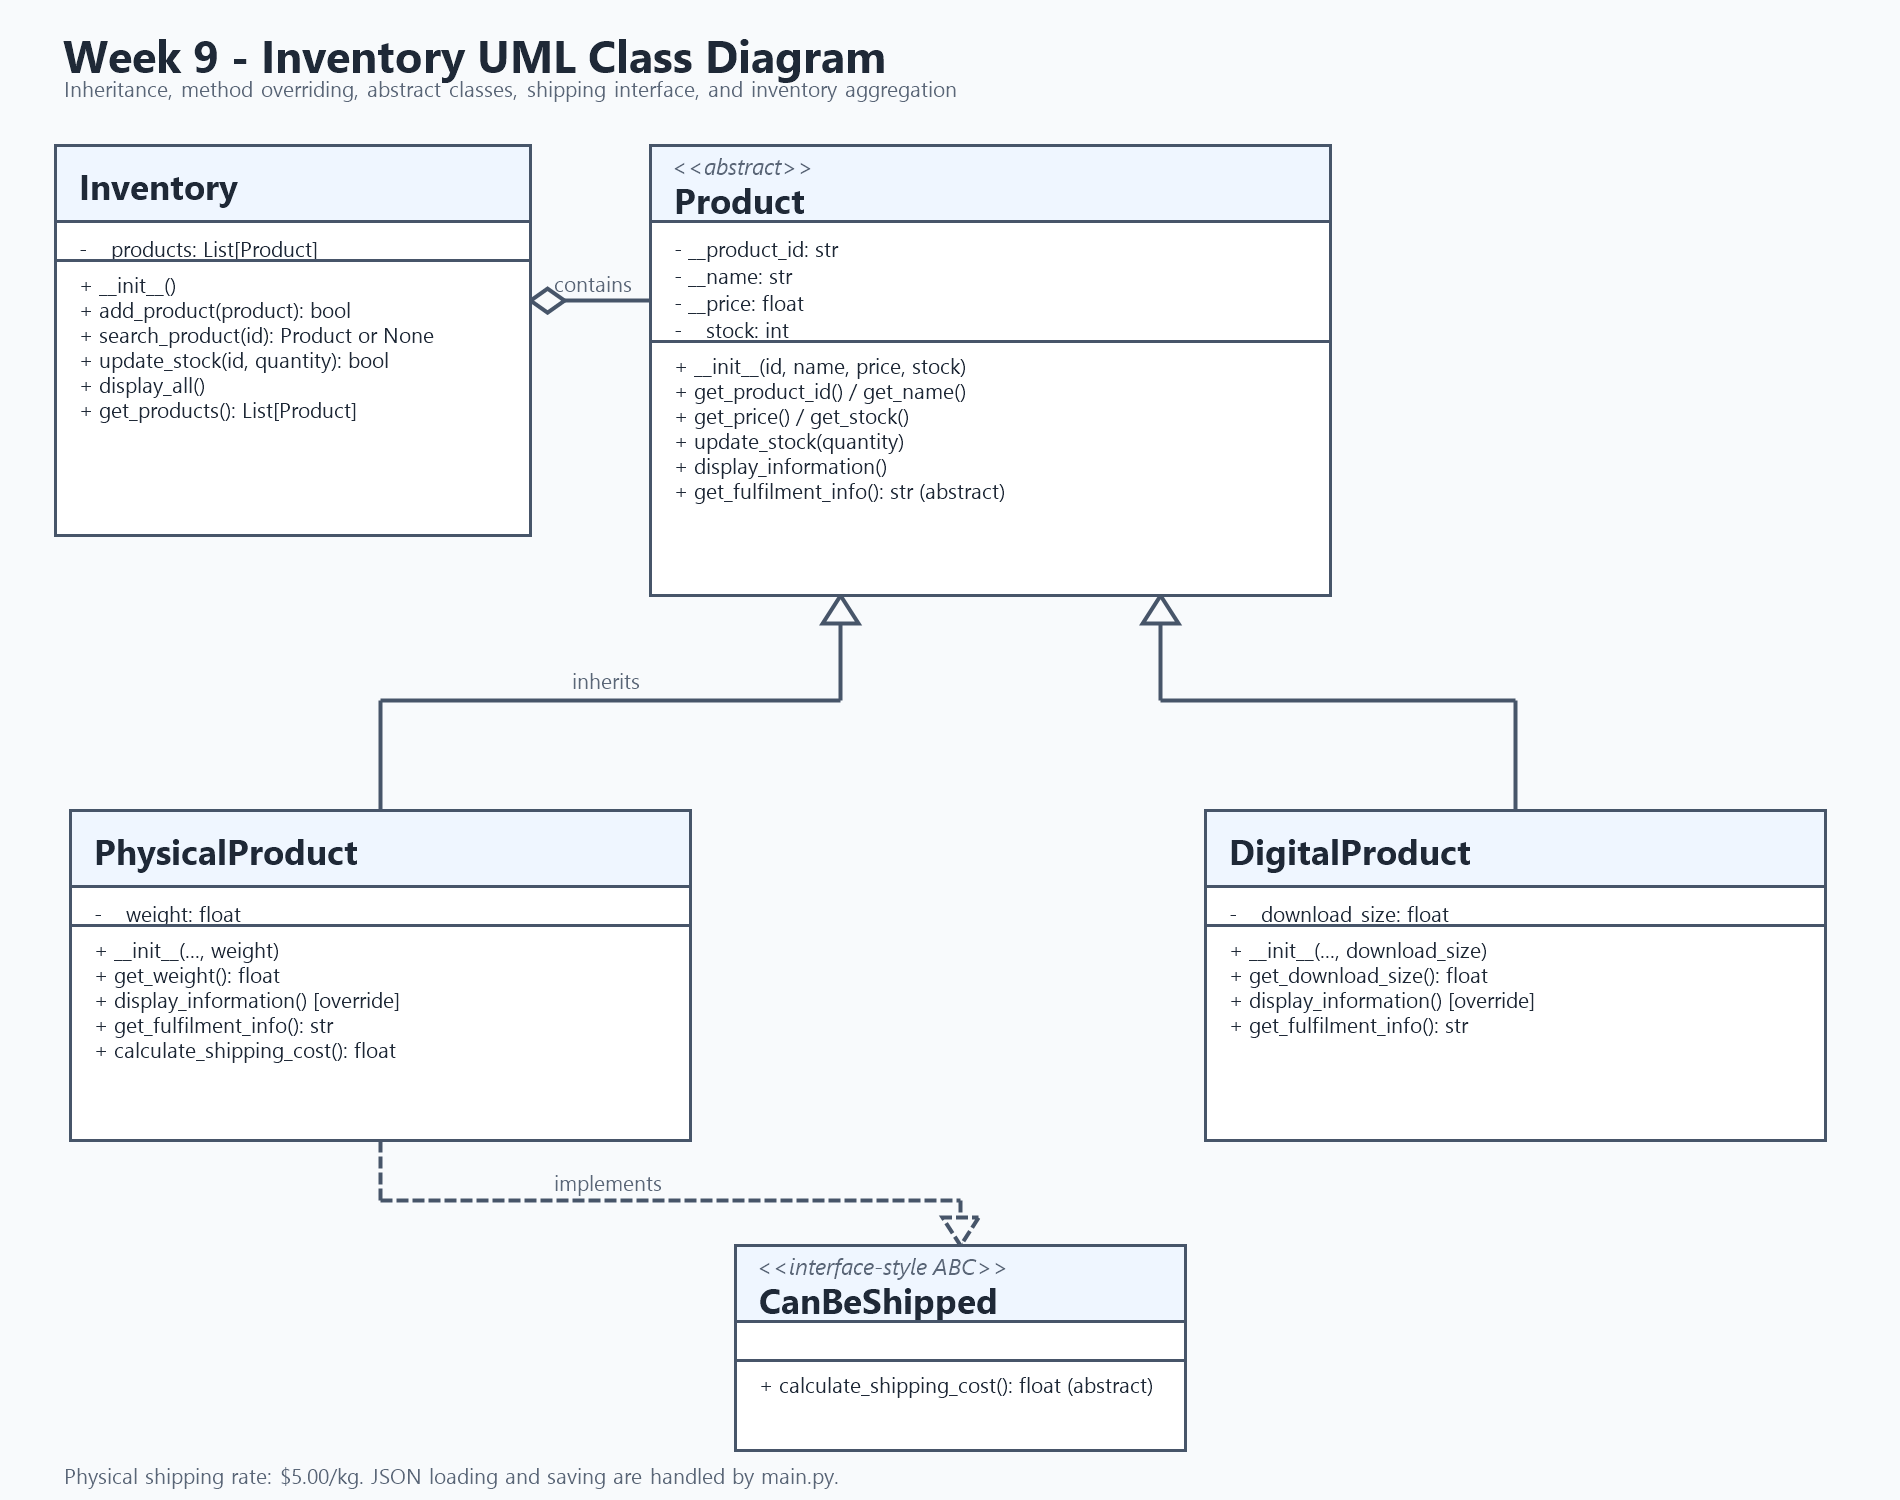 Week 9 - Inventory UML Class Diagram
Inheritance, method overriding, abstract classes, shipping interface, and inventory aggregation
Inventory
- __products: List[Product]
+ __init__()
+ add_product(product): bool
+ search_product(id): Product or None
+ update_stock(id, quantity): bool
+ display_all()
+ get_products(): List[Product]
contains
<<abstract>>
Product
- __product_id: str
- __name: str
- __price: float
- __stock: int
+ __init__(id, name, price, stock)
+ get_product_id() / get_name()
+ get_price() / get_stock()
+ update_stock(quantity)
+ display_information()
+ get_fulfilment_info(): str (abstract)
inherits
PhysicalProduct
- __weight: float
+ __init__(..., weight)
+ get_weight(): float
+ display_information() [override]
+ get_fulfilment_info(): str
+ calculate_shipping_cost(): float
DigitalProduct
- __download_size: float
+ __init__(..., download_size)
+ get_download_size(): float
+ display_information() [override]
+ get_fulfilment_info(): str
implements
<<interface-style ABC>>
CanBeShipped
+ calculate_shipping_cost(): float (abstract)
Physical shipping rate: $5.00/kg. JSON loading and saving are handled by main.py.